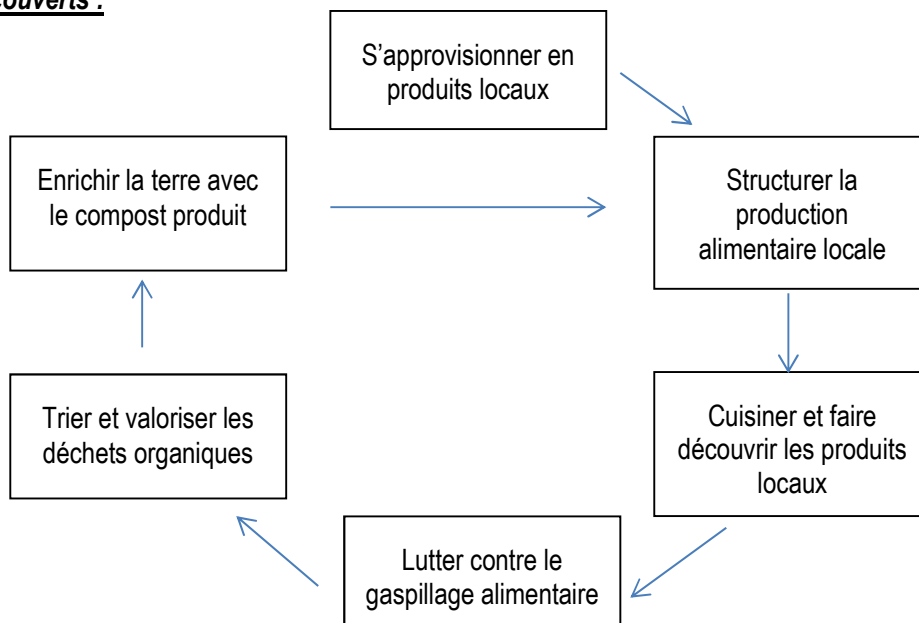 couverts :
S’approvisionner en
produits locaux
Enrichir la terre avec
le compost produit
Structurer la
production
alimentaire locale
Trier et valoriser les
déchets organiques
Cuisiner et faire
découvrir les produits
locaux
Lutter contre le
gaspillage alimentaire